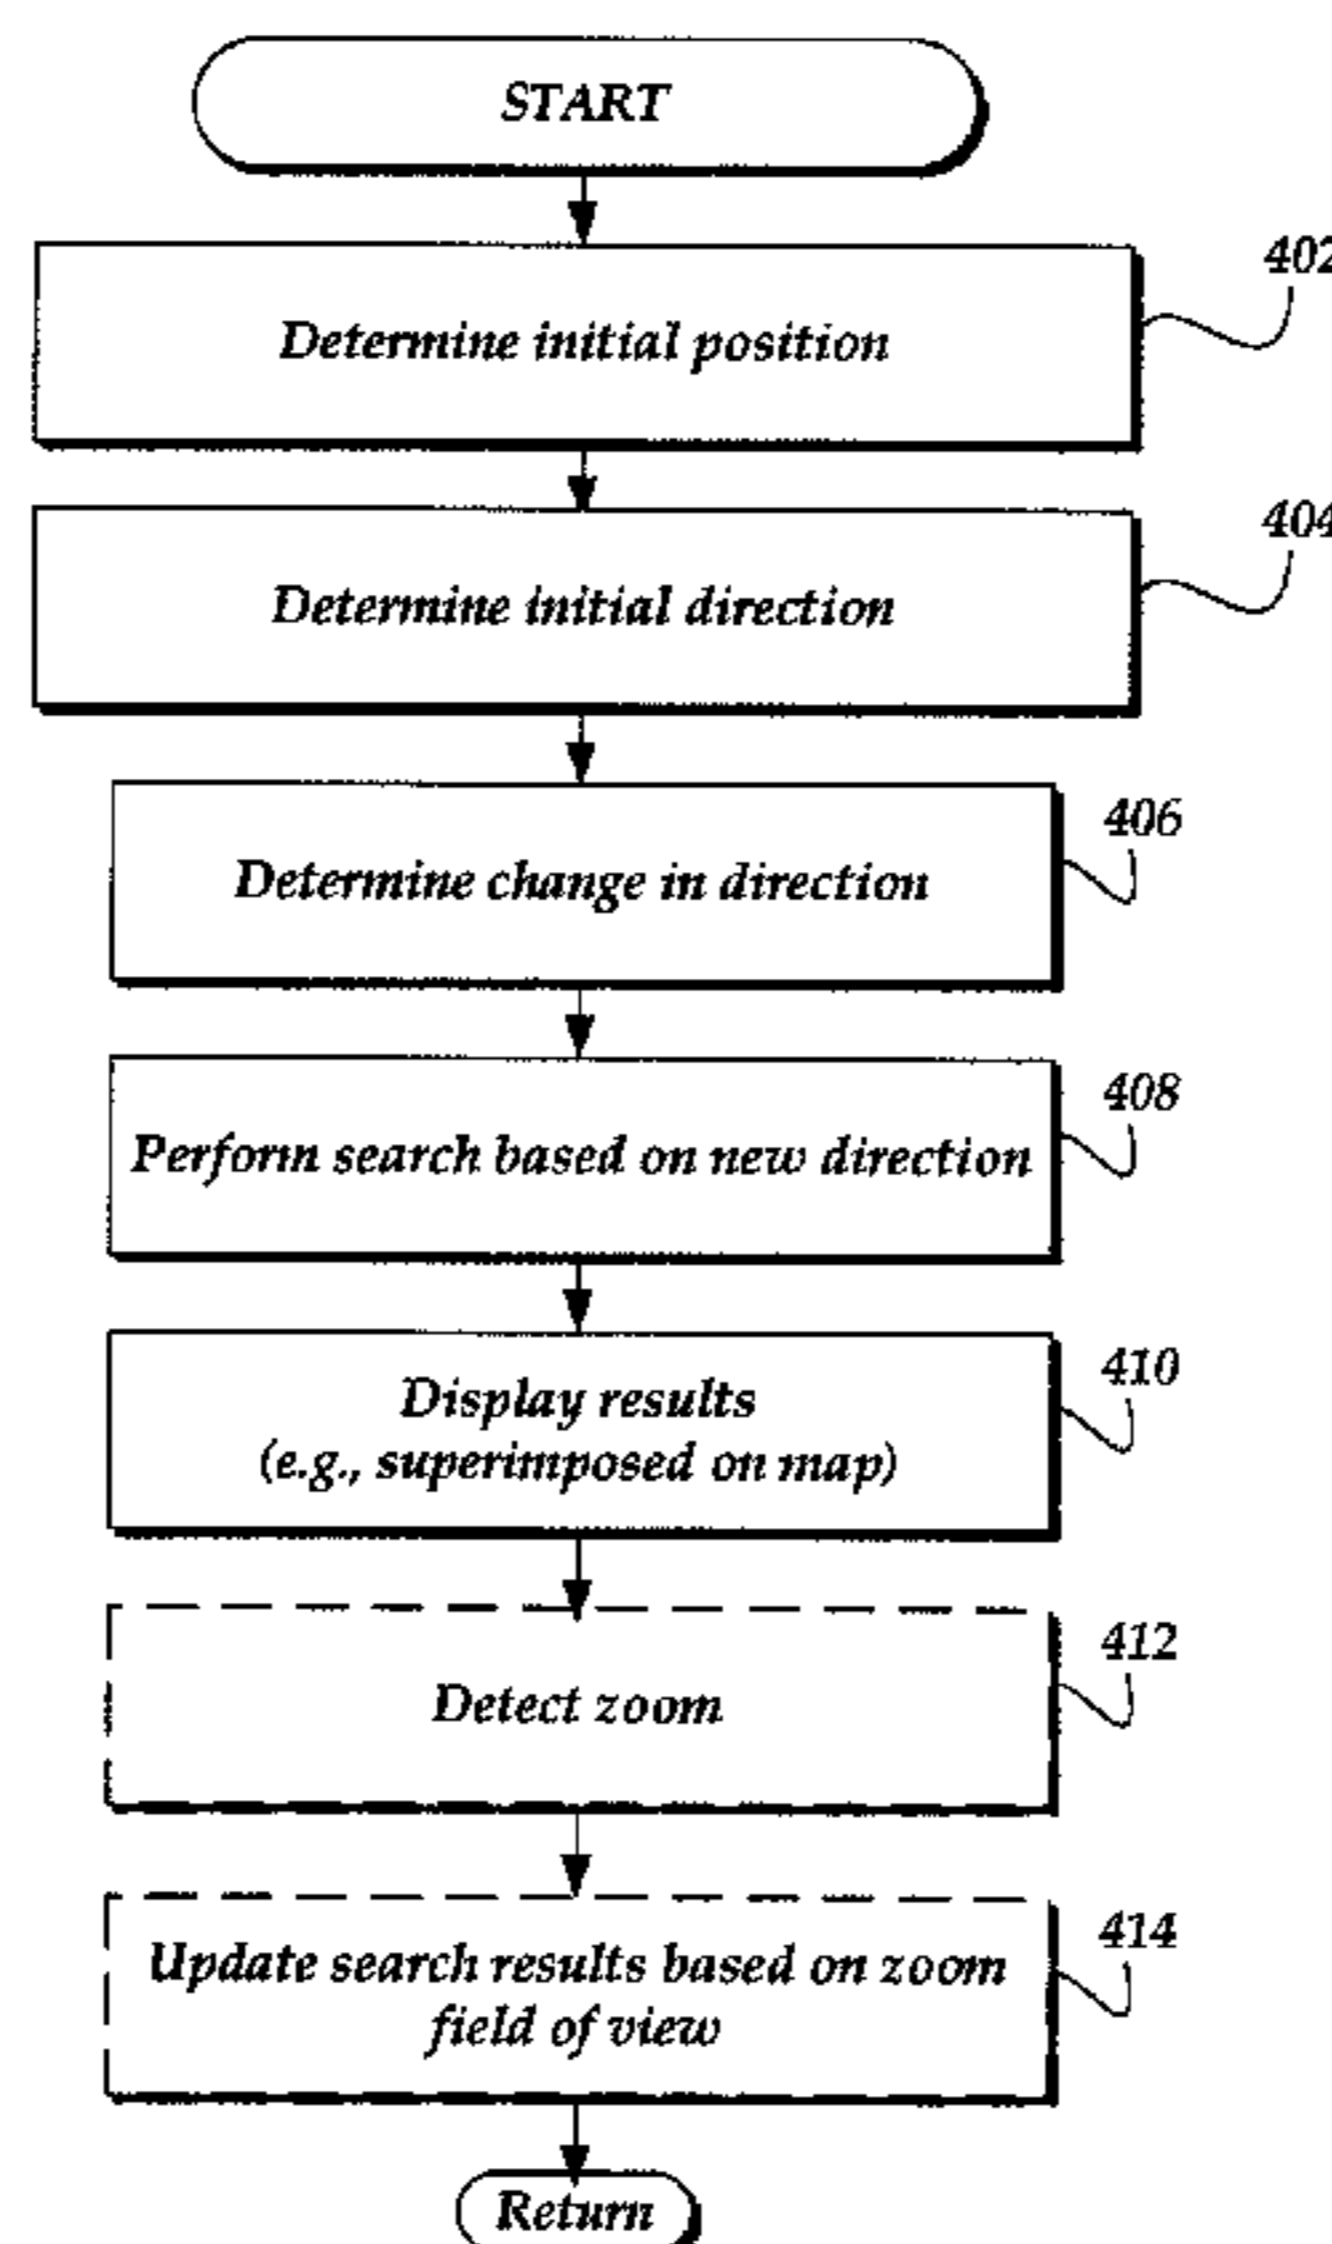 START
402
Determine initial position
404
Determine initial direction
406
Determine change in direction
408
Perform search based on new direction
410
Display results
(e.g., superimposed on map)
412
Detect zoom
414
Update search results based on zoom
field of view
Return